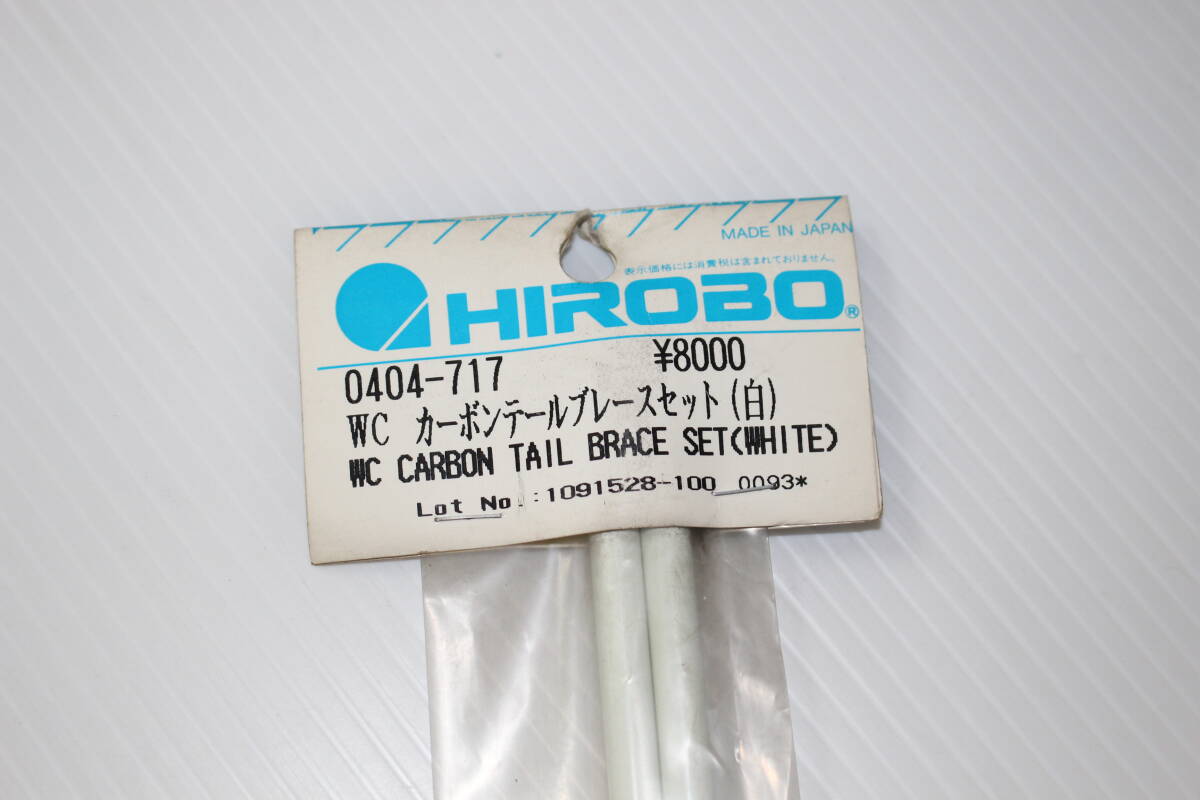 MADE IN JAPAN
表示価格には消費税は含まれておりません。
HIROBO®
0404-717 ¥8000
WC カーボンテールブレースセット(白)
WC CARBON TAIL BRACE SET(WHITE)
Lot No.:1091528-100 0093*